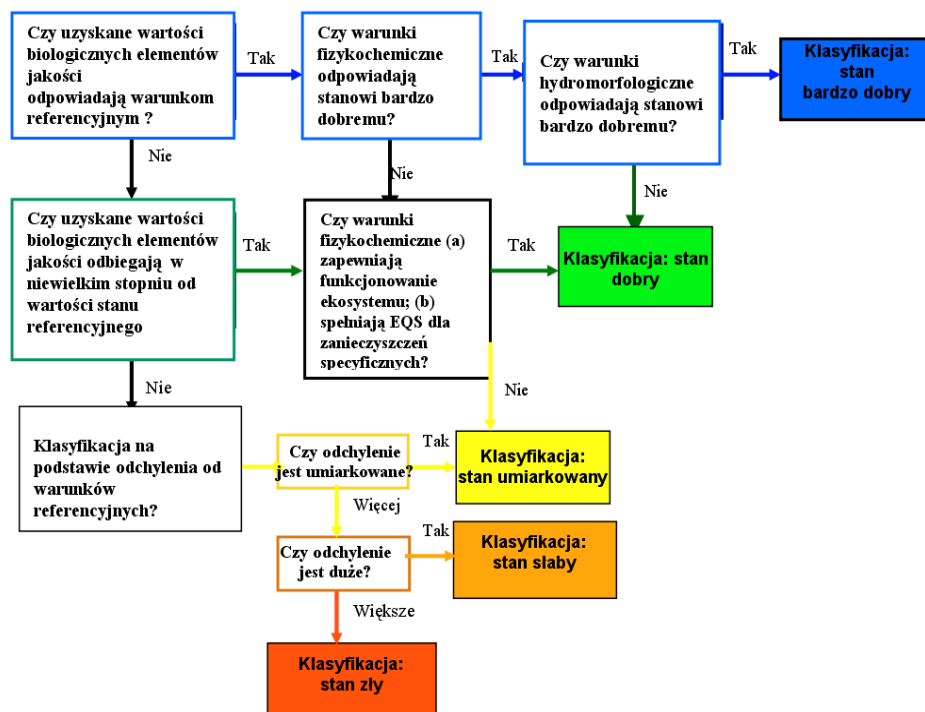 Czy uzyskane wartości
biologicznych elementów
jakości
odpowiadają warunkom
referencyjnym ?
Tak
Czy warunki
fizykochemiczne
odpowiadają
stanowi bardzo
dobremu?
Tak
Czy warunki
hydromorfologiczne
odpowiadają stanowi
bardzo dobremu?
Tak
Klasyfikacja:
stan
bardzo dobry
Nie
Nie
Nie
Czy uzyskane wartości
biologicznych elementów
jakości odbiegają w
niewielkim stopniu od
wartości stanu
referencyjnego
Tak
Czy warunki
fizykochemiczne (a)
zapewniają
funkcjonowanie
ekosystemu; (b)
spełniają EQS dla
zanieczyszczeń
specyficznych?
Tak
Klasyfikacja: stan
dobry
Nie
Nie
Klasyfikacja na
podstawie odchylenia od
warunków
referencyjnych?
Czy odchylenie
jest umiarkowane?
Tak
Klasyfikacja:
stan umiarkowany
Więcej
Czy odchylenie
jest duże?
Tak
Klasyfikacja:
stan słaby
Większe
Klasyfikacja:
stan zły